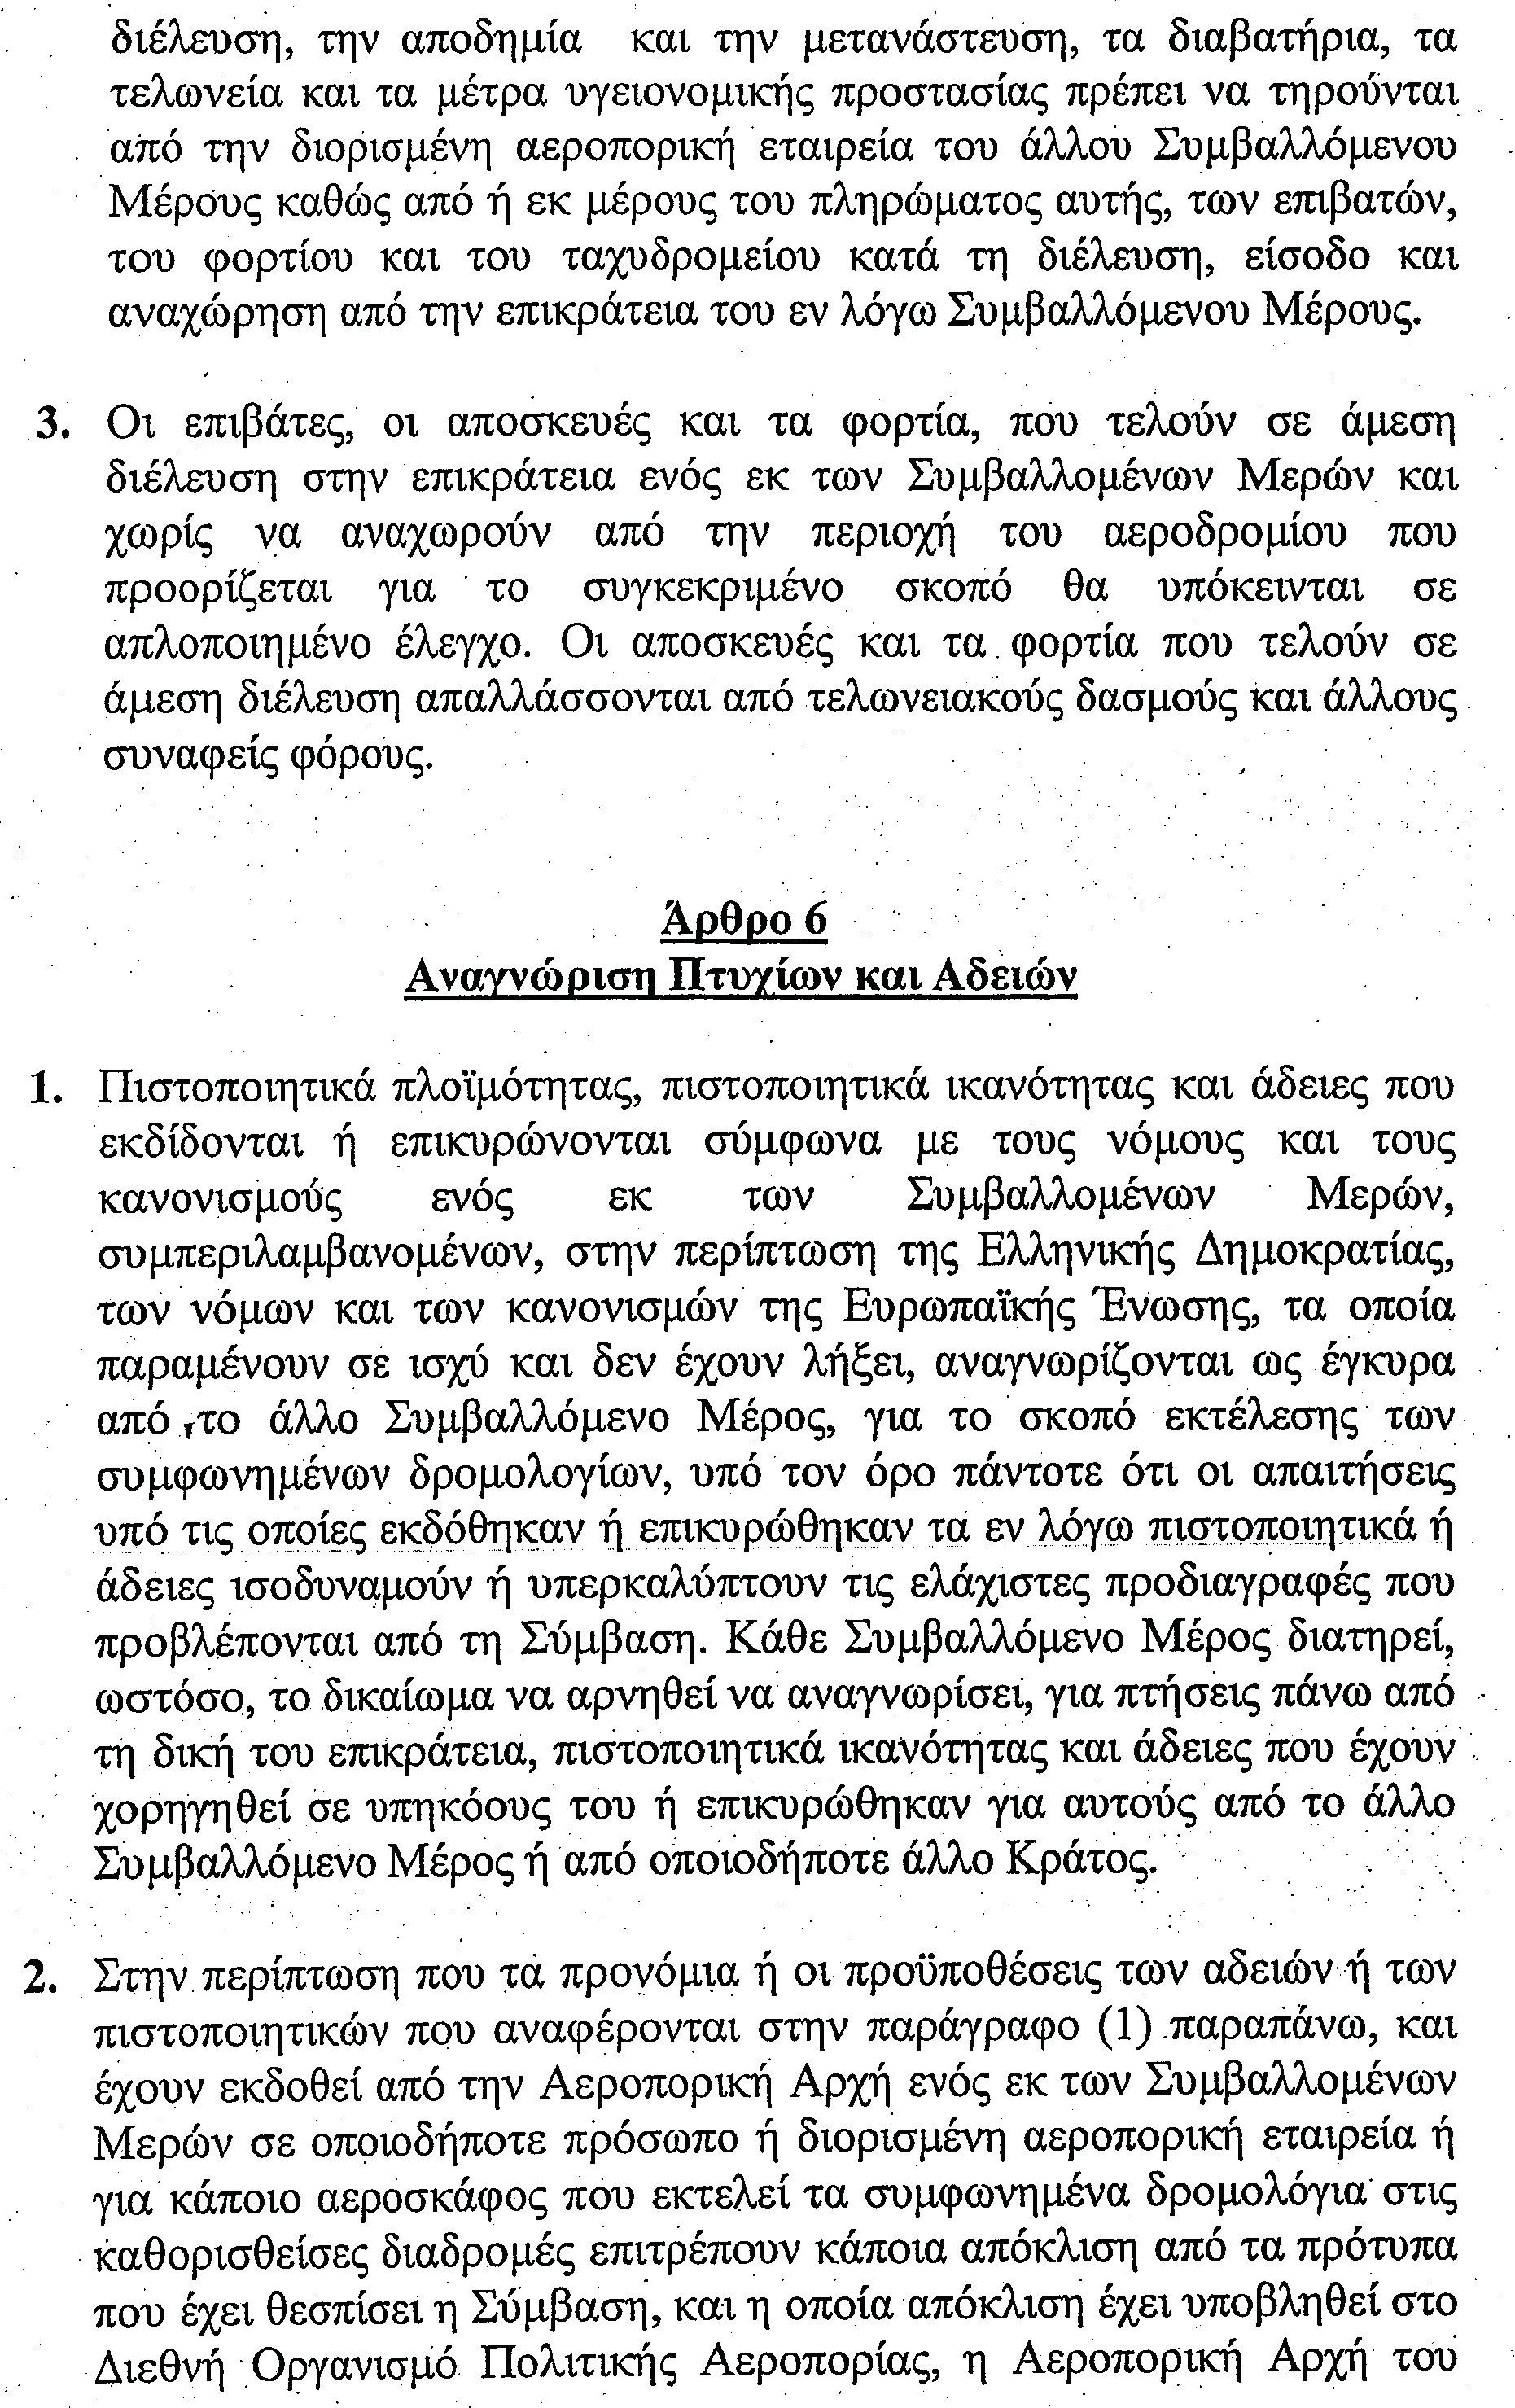 διέλευση, την αποδημία και την μετανάστευση, τα διαβατήρια, τα
τελωνεία και τα μέτρα υγειονομικής προστασίας πρέπει να τηρούνται
από την διορισμένη αεροπορική εταιρεία του άλλου Συμβαλλόμενου
Μέρους καθώς από ή εκ μέρους του πληρώματος αυτής, των επιβατών,
του φορτίου και του ταχυδρομείου κατά τη διέλευση, είσοδο και
αναχώρηση από την επικράτεια του εν λόγω Συμβαλλόμενου Μέρους.
3. Οι επιβάτες, οι αποσκευές και τα φορτία, που τελούν σε άμεση
διέλευση στην επικράτεια ενός εκ των Συμβαλλομένων Μερών και
χωρίς να αναχωρούν από την περιοχή του αεροδρομίου που
προορίζεται για το συγκεκριμένο σκοπό θα υπόκεινται σε
απλοποιημένο έλεγχο. Οι αποσκευές και τα φορτία που τελούν σε
άμεση διέλευση απαλλάσσονται από τελωνειακούς δασμούς και άλλους
συναφείς φόρους.
Άρθρο 6
Αναγνώριση Πτυχίων και Αδειών
1. Πιστοποιητικά πλοϊμότητας, πιστοποιητικά ικανότητας και άδειες που
εκδίδονται ή επικυρώνονται σύμφωνα με τους νόμους και τους
κανονισμούς ενός εκ των Συμβαλλομένων Μερών,
συμπεριλαμβανομένων, στην περίπτωση της Ελληνικής Δημοκρατίας,
των νόμων και των κανονισμών της Ευρωπαϊκής Ένωσης, τα οποία
παραμένουν σε ισχύ και δεν έχουν λήξει, αναγνωρίζονται ως έγκυρα
από το άλλο Συμβαλλόμενο Μέρος, για το σκοπό εκτέλεσης των
συμφωνημένων δρομολογίων, υπό τον όρο πάντοτε ότι οι απαιτήσεις
υπό τις οποίες εκδόθηκαν ή επικυρώθηκαν τα εν λόγω πιστοποιητικά ή
άδειες ισοδυναμούν ή υπερκαλύπτουν τις ελάχιστες προδιαγραφές που
προβλέπονται από τη Σύμβαση. Κάθε Συμβαλλόμενο Μέρος διατηρεί,
ωστόσο, το δικαίωμα να αρνηθεί να αναγνωρίσει, για πτήσεις πάνω από
τη δική του επικράτεια, πιστοποιητικά ικανότητας και άδειες που έχουν
χορηγηθεί σε υπηκόους του ή επικυρώθηκαν για αυτούς από το άλλο
Συμβαλλόμενο Μέρος ή από οποιοδήποτε άλλο Κράτος.
2. Στην περίπτωση που τα προνόμια ή οι προϋποθέσεις των αδειών ή των
πιστοποιητικών που αναφέρονται στην παράγραφο (1) παραπάνω, και
έχουν εκδοθεί από την Αεροπορική Αρχή ενός εκ των Συμβαλλομένων
Μερών σε οποιοδήποτε πρόσωπο ή διορισμένη αεροπορική εταιρεία ή
για κάποιο αεροσκάφος που εκτελεί τα συμφωνημένα δρομολόγια στις
καθορισθείσες διαδρομές επιτρέπουν κάποια απόκλιση από τα πρότυπα
που έχει θεσπίσει η Σύμβαση, και η οποία απόκλιση έχει υποβληθεί στο
Διεθνή Οργανισμό Πολιτικής Αεροπορίας, η Αεροπορική Αρχή του